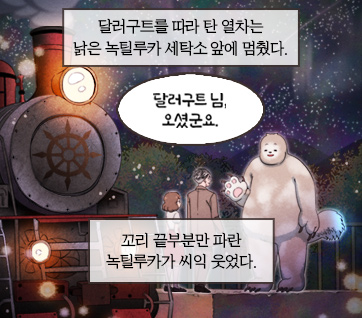 달러구트를 따라 탄 열차는
낡은 녹틸루카 세탁소 앞에 멈췄다.
달러구트 님,
오셨군요.
꼬리 끝부분만 파란
녹틸루카가 씨익 웃었다.